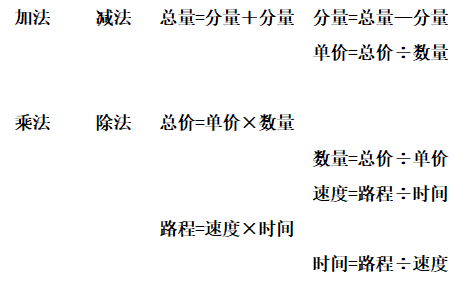 加法 减法 总量=分量＋分量 分量=总量—分量
单价=总价÷数量
乘法 除法 总价=单价×数量
数量=总价÷单价
速度=路程÷时间
路程=速度×时间
时间=路程÷速度